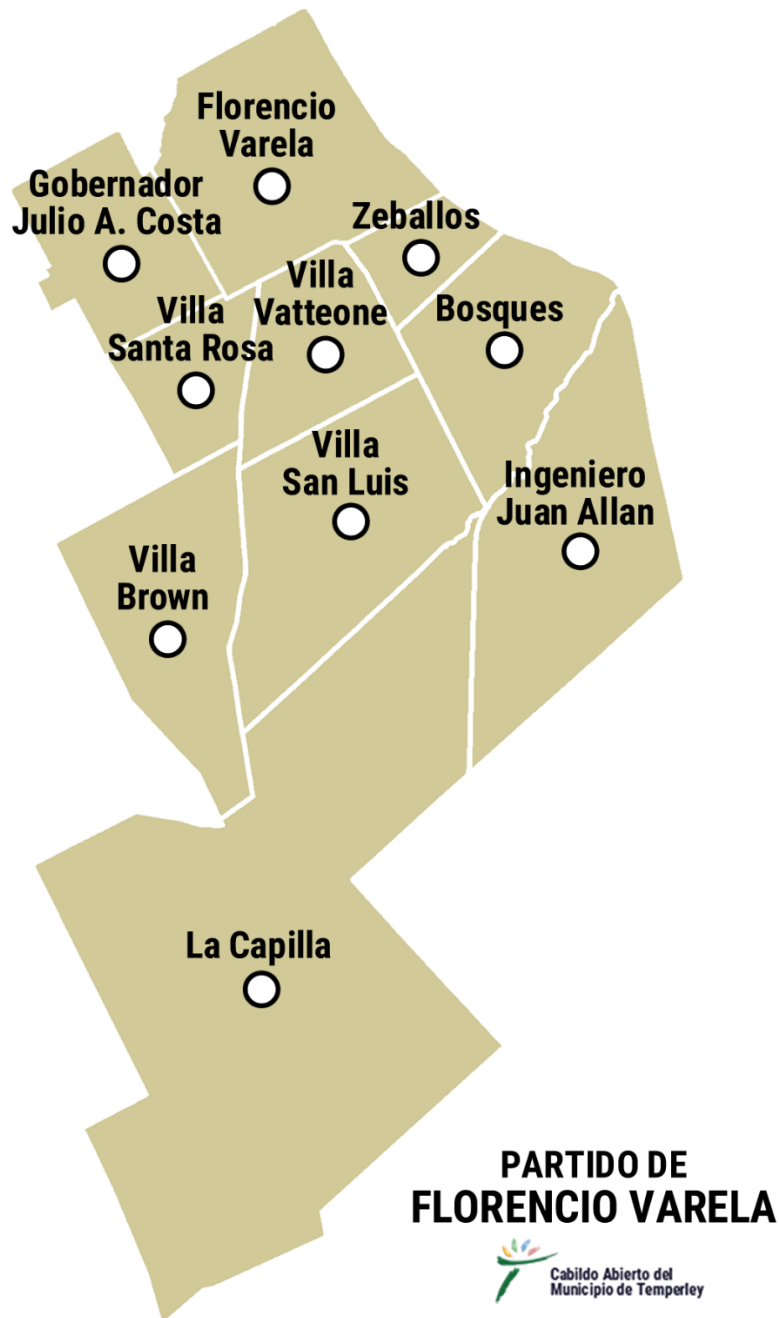 Florencio
Varela
Gobernador
Julio A. Costa
Zeballos
Villa
Vatteone
Villa
Santa Rosa
Bosques
Villa
San Luis
Ingeniero
Juan Allan
Villa
Brown
La Capilla
PARTIDO DE
FLORENCIO VARELA
Cabildo Abierto del
Municipio de Temperley